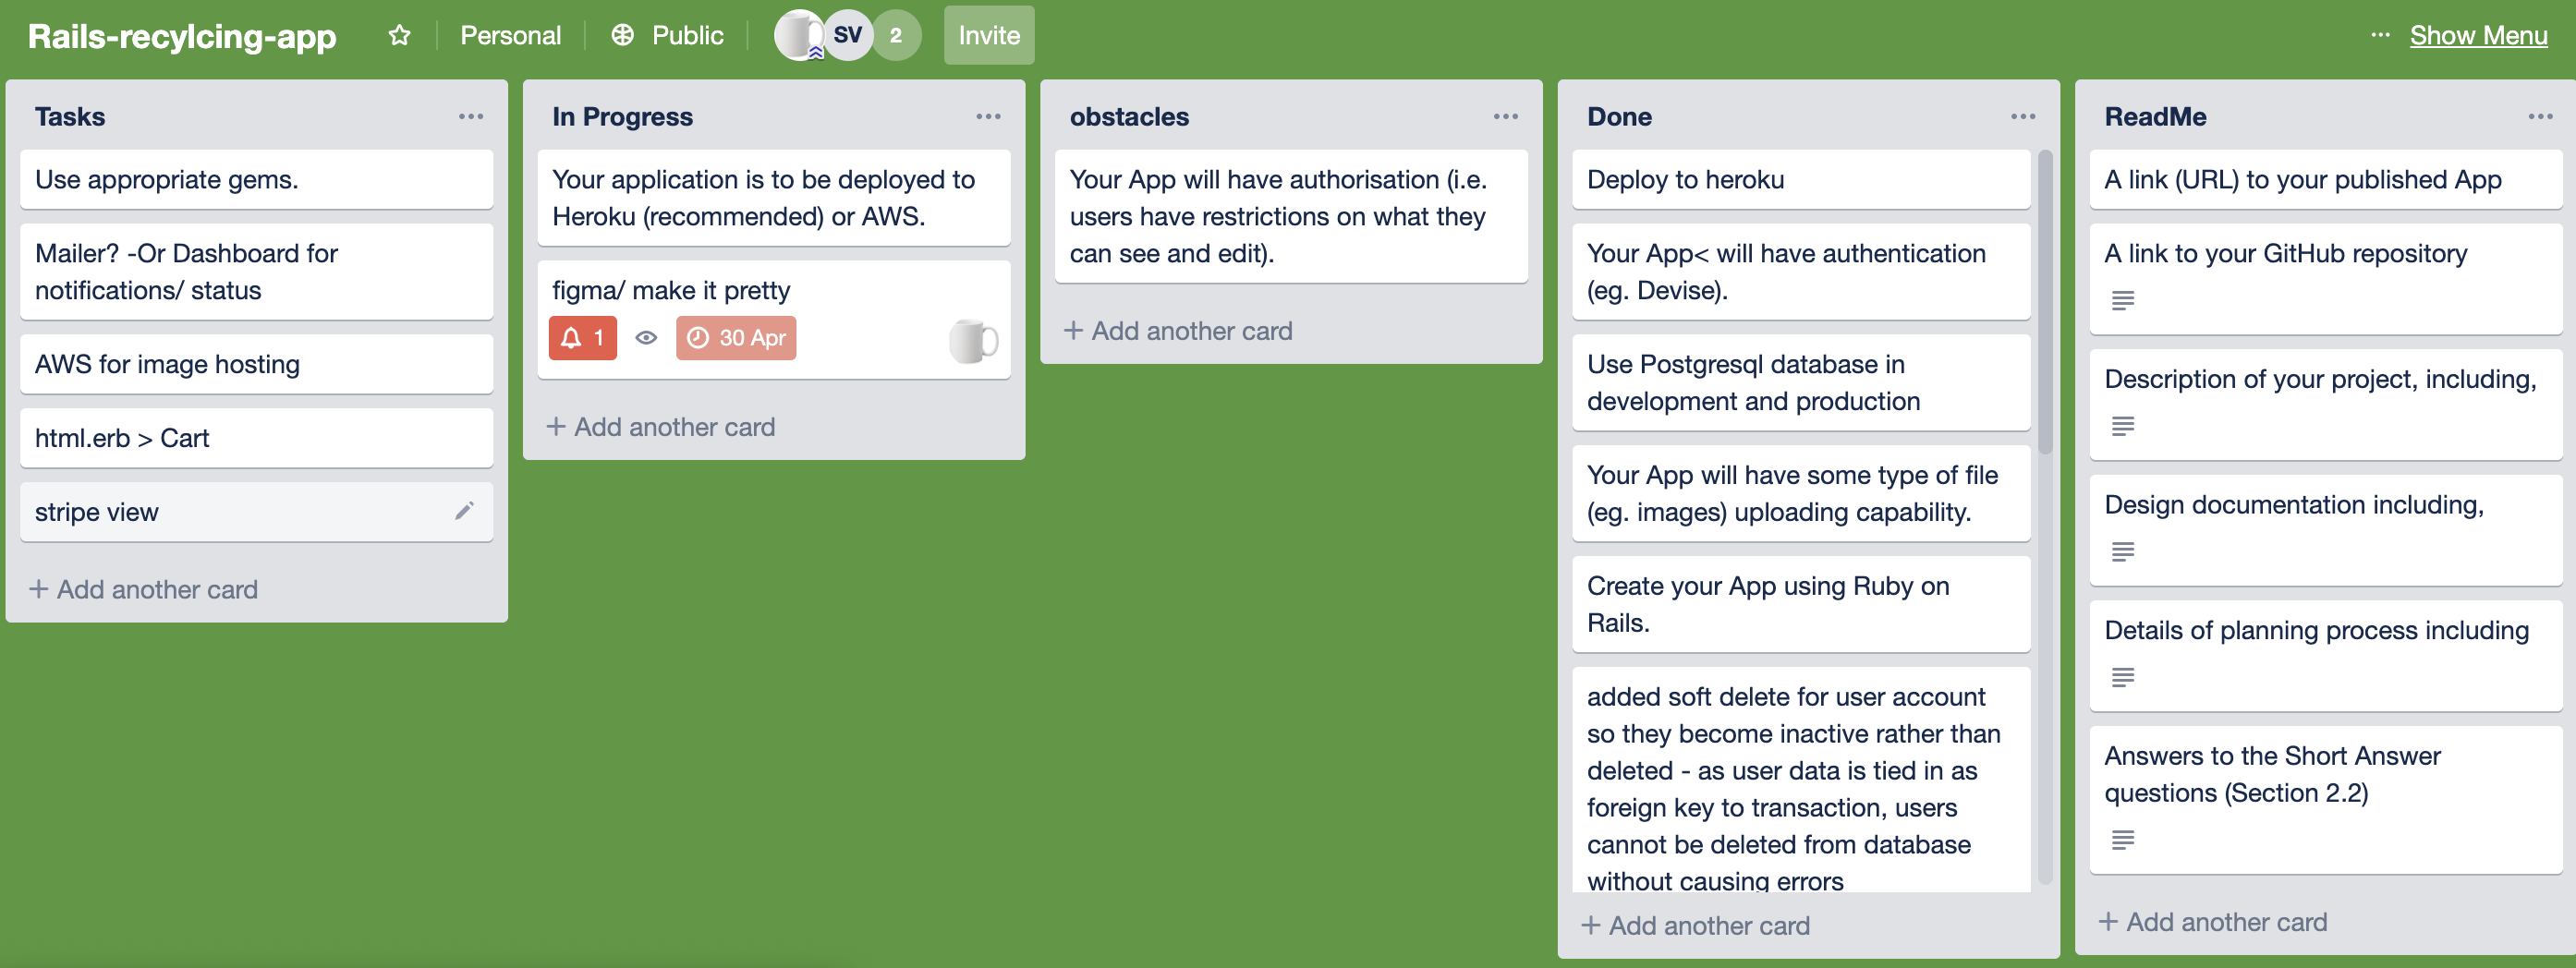 Rails-recylcing-app
Personal
Public
SV
2
Invite
Show Menu
Tasks
Use appropriate gems.
Mailer? -Or Dashboard for
notifications/ status
AWS for image hosting
html.erb > Cart
stripe view
+ Add another card
In Progress
Your application is to be deployed to
Heroku (recommended) or AWS.
figma/ make it pretty
1
30 Apr
+ Add another card
obstacles
Your App will have authorisation (i.e.
users have restrictions on what they
can see and edit).
+ Add another card
Done
Deploy to heroku
Your App< will have authentication
(eg. Devise).
Use Postgresql database in
development and production
Your App will have some type of file
(eg. images) uploading capability.
Create your App using Ruby on
Rails.
added soft delete for user account
so they become inactive rather than
deleted - as user data is tied in as
foreign key to transaction, users
cannot be deleted from database
without causing errors
+ Add another card
ReadMe
A link (URL) to your published App
A link to your GitHub repository
Description of your project, including,
Design documentation including,
Details of planning process including
Answers to the Short Answer
questions (Section 2.2)
+ Add another card